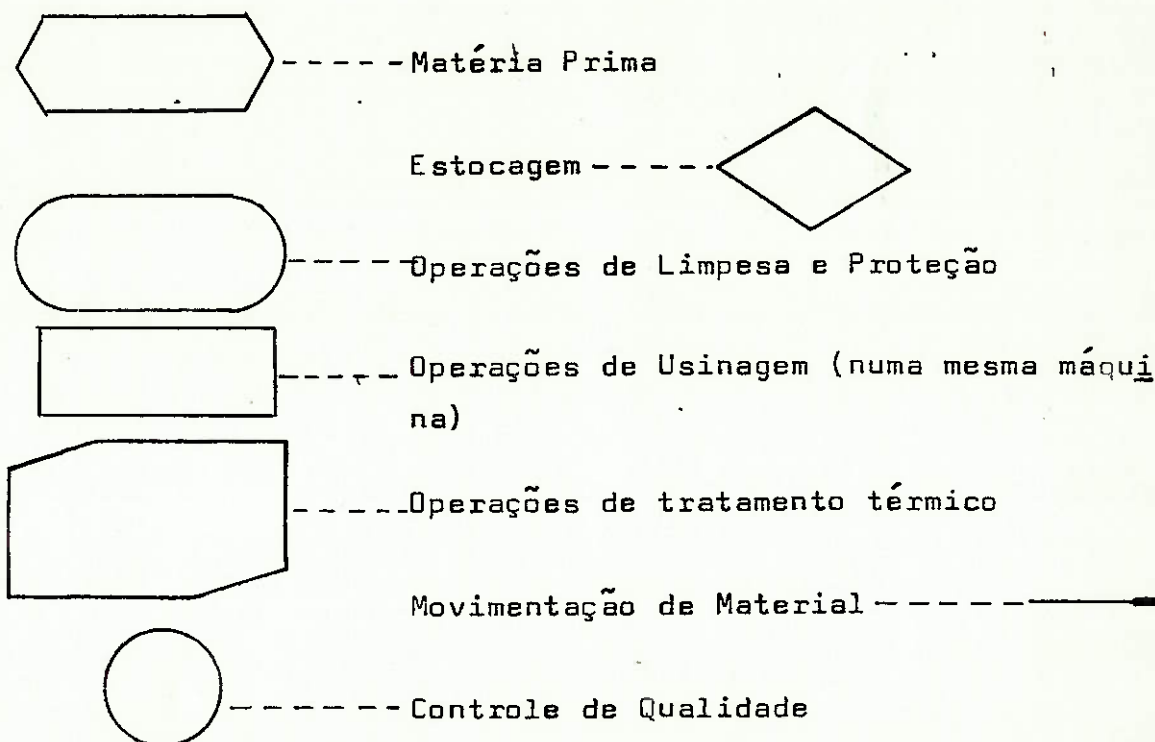 Matéria Prima
Estocagem
Operações de Limpesa e Proteção
Operações de Usinagem (numa mesma máqui
na)
Operações de tratamento térmico
Movimentação de Material
Controle de Qualidade